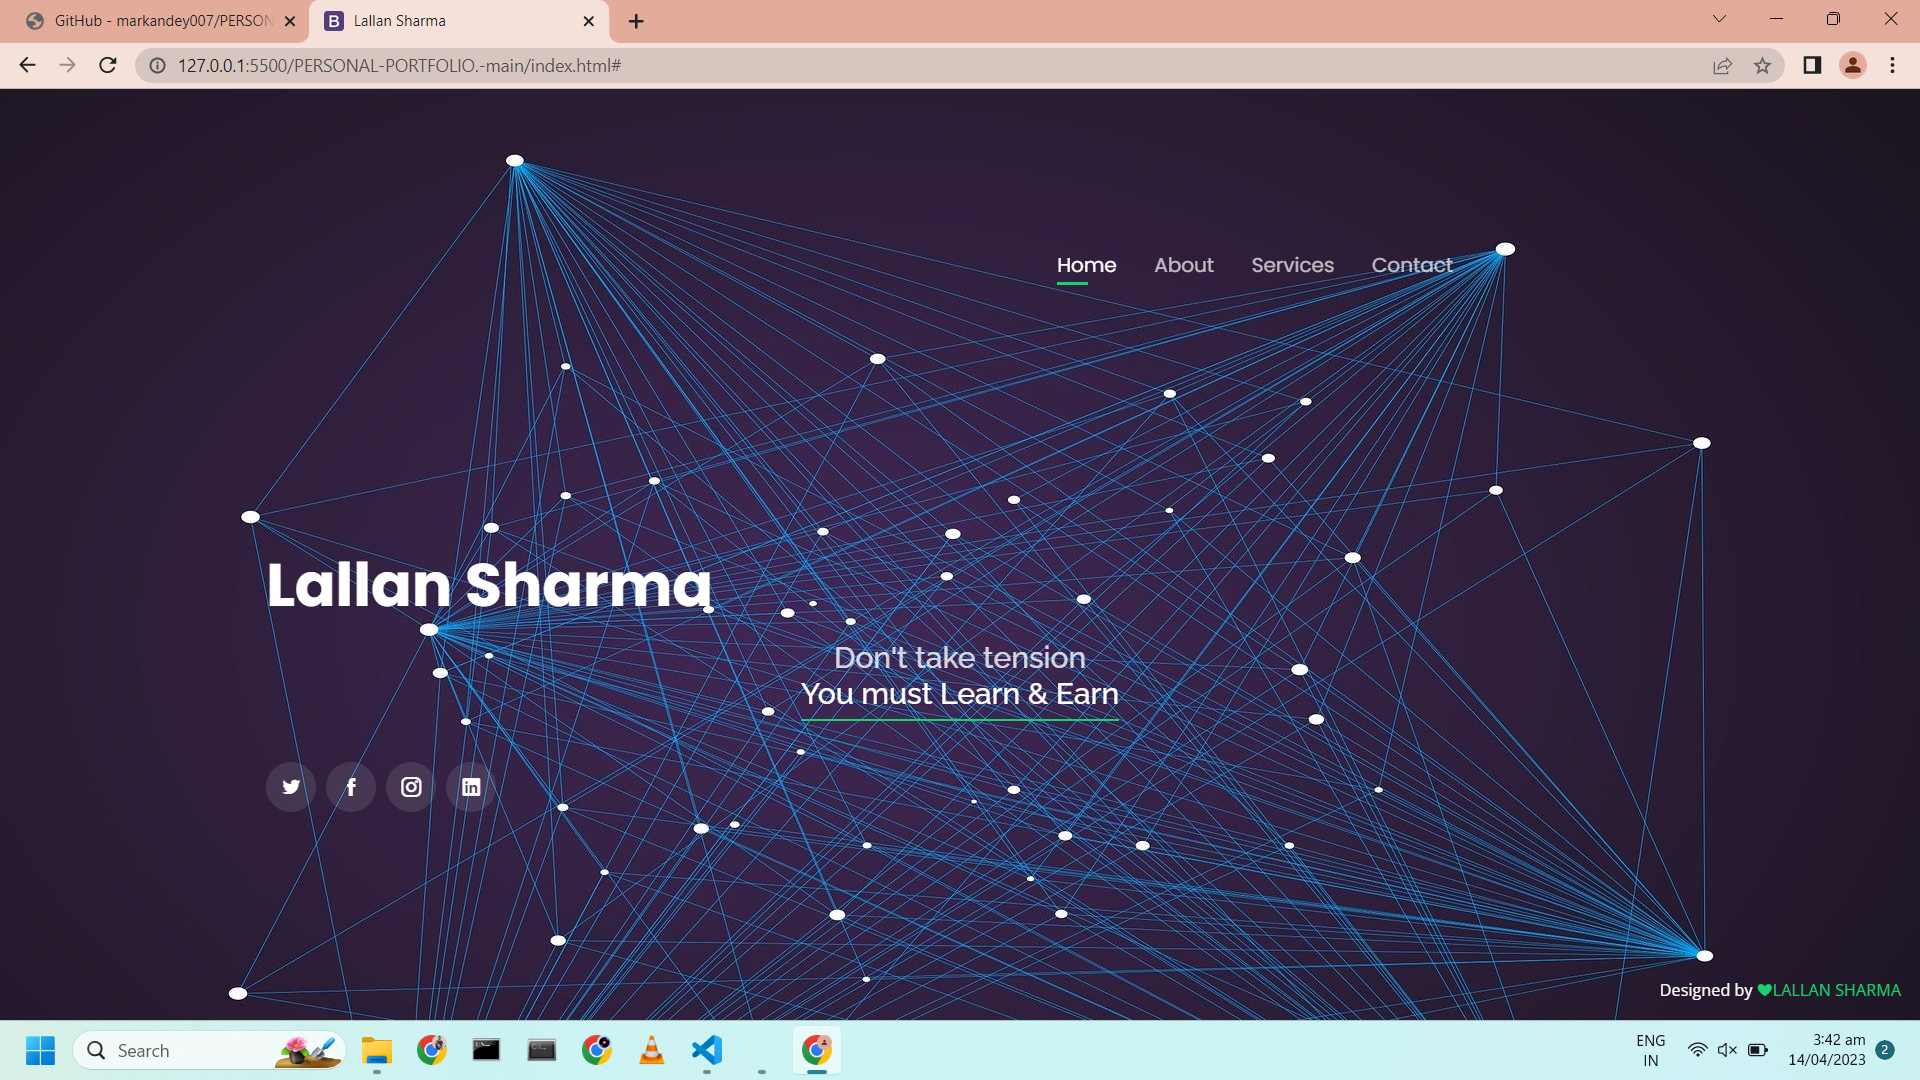 GitHub - markandey007/PERSON
Lallan Sharma
127.0.0.1:5500/PERSONAL-PORTFOLIO.-main/index.html#
Home About Services Contact
Lallan Sharma
Don't take tension
You must Learn & Earn
Designed by LALLAN SHARMA
Search
ENG
IN
3:42 am
14/04/2023
2